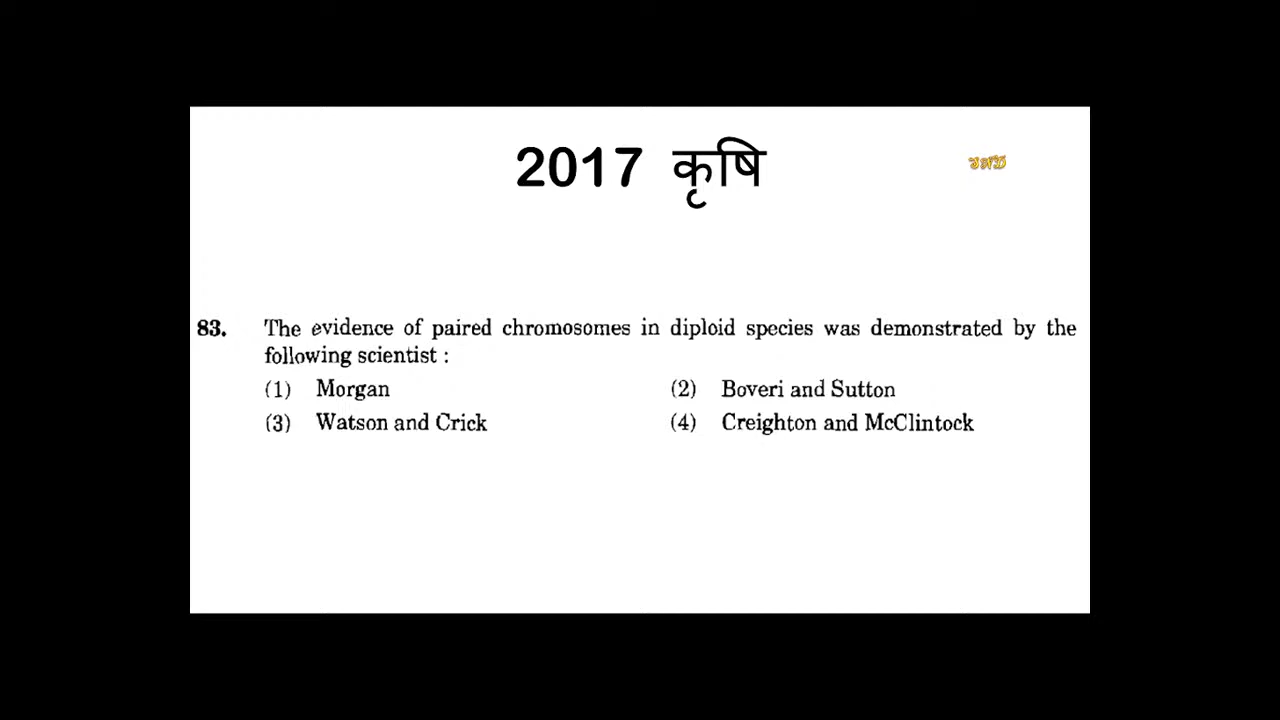 2017 कृषि
83. The evidence of paired chromosomes in diploid species was demonstrated by the
following scientist :
(1) Morgan (2) Boveri and Sutton
(3) Watson and Crick (4) Creighton and McClintock